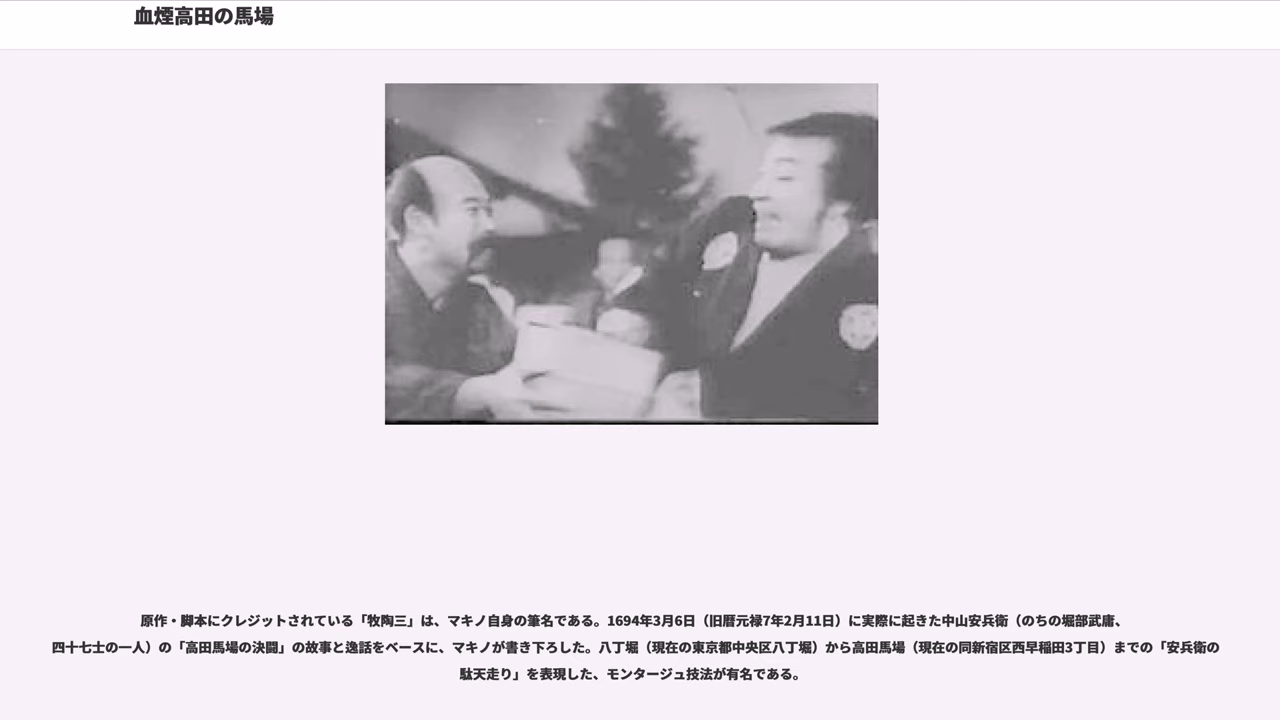 血煙高田の馬場
原作・脚本にクレジットされている「牧陶三」は、マキノ自身の筆名である。1694年3月6日（旧暦元禄7年2月11日）に実際に起きた中山安兵衛（のちの堀部武庸、
四十七士の一人）の「高田馬場の決闘」の故事と逸話をベースに、マキノが書き下ろした。八丁堀（現在の東京都中央区八丁堀）から高田馬場（現在の同新宿区西早稲田3丁目）までの「安兵衛の
駄天走り」を表現した、モンタージュ技法が有名である。